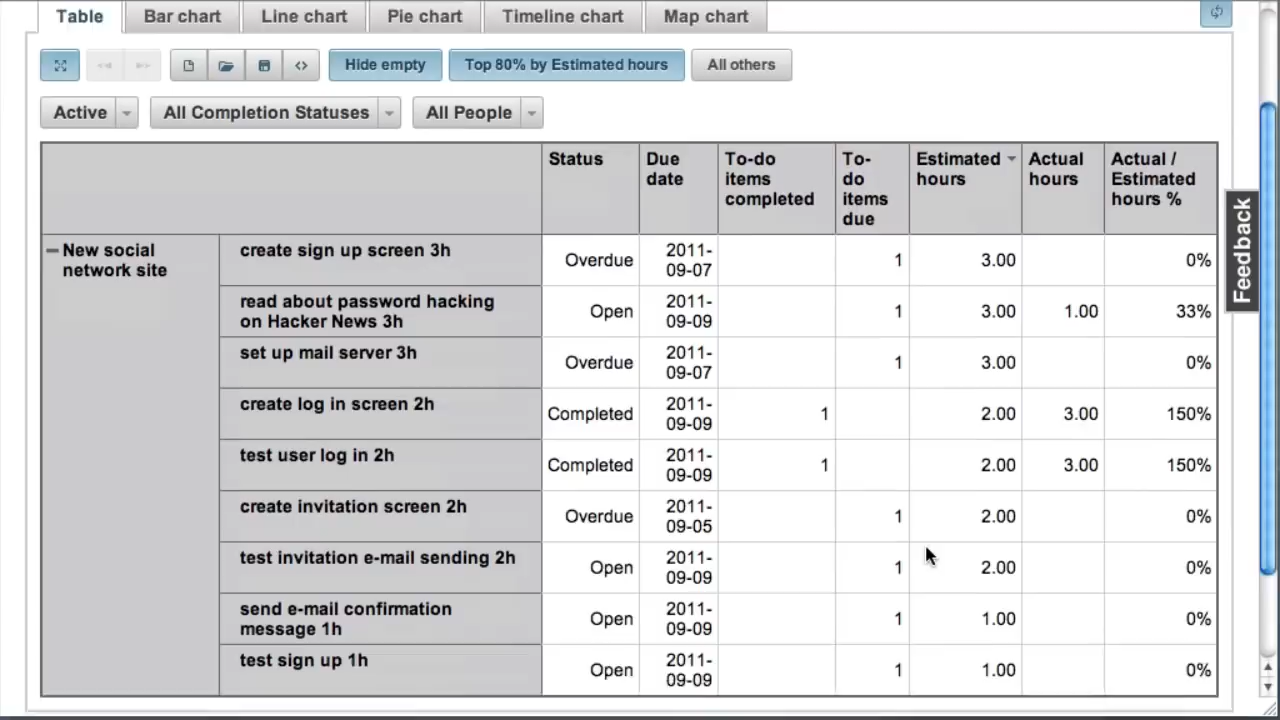 Table Bar chart Line chart Pie chart Timeline chart Map chart
Hide empty Top 80% by Estimated hours All others
Active All Completion Statuses All People
Status Due date To-do items completed To-do items due Estimated hours Actual hours Actual / Estimated hours %
New social network site
create sign up screen 3h Overdue 2011-09-07 1 3.00 0%
read about password hacking on Hacker News 3h Open 2011-09-09 1 3.00 1.00 33%
set up mail server 3h Overdue 2011-09-07 1 3.00 0%
create log in screen 2h Completed 2011-09-09 1 2.00 3.00 150%
test user log in 2h Completed 2011-09-09 1 2.00 3.00 150%
create invitation screen 2h Overdue 2011-09-05 1 2.00 0%
test invitation e-mail sending 2h Open 2011-09-09 1 2.00 0%
send e-mail confirmation message 1h Open 2011-09-09 1 1.00 0%
test sign up 1h Open 2011-09-09 1 1.00 0%
Feedback